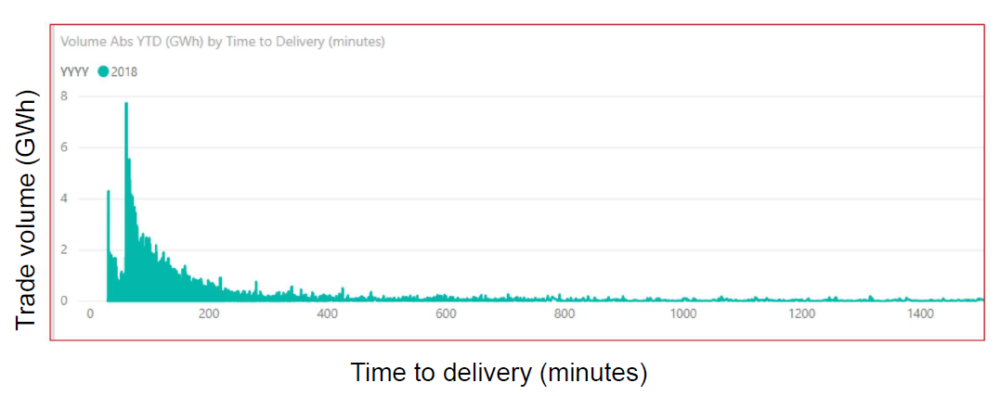 Volume Abs YTD (GWh) by Time to Delivery (minutes)
YYYY 2018
Trade volume (GWh)
8
6
4
2
0
0 200 400 600 800 1000 1200 1400
Time to delivery (minutes)